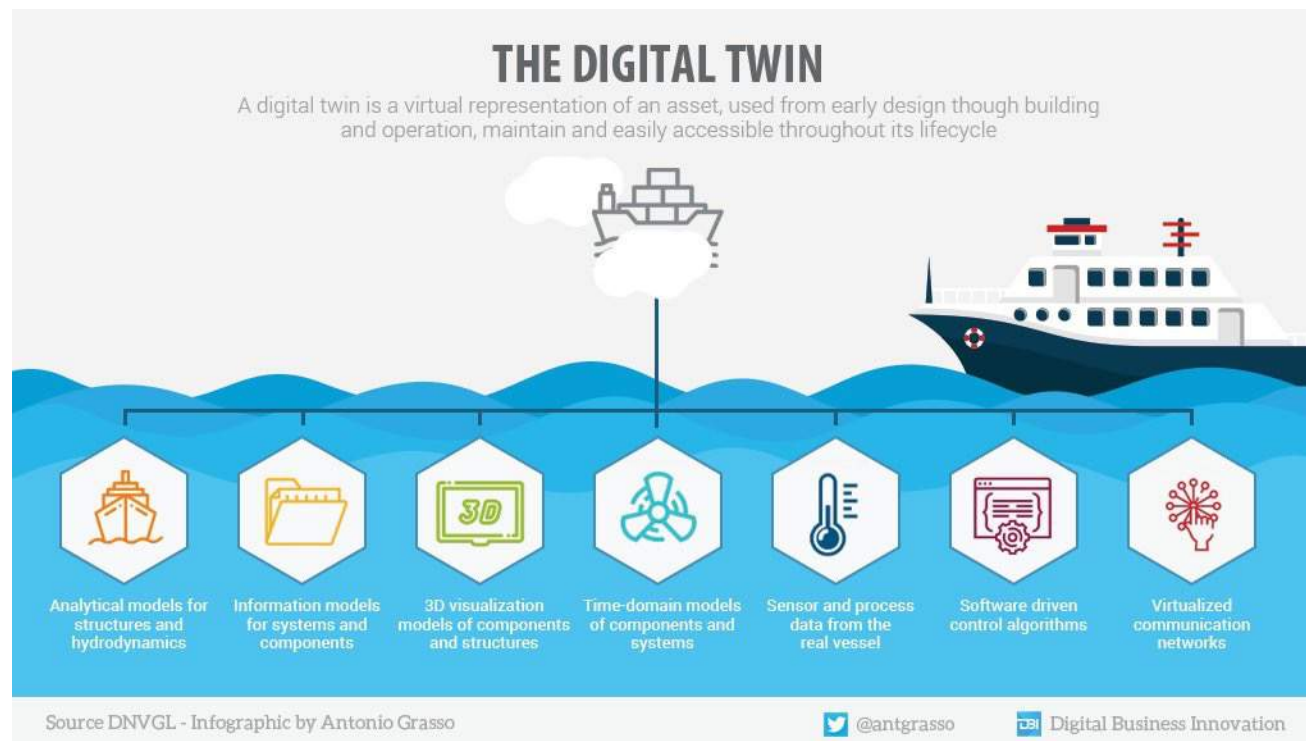 THE DIGITAL TWIN
A digital twin is a virtual representation of an asset, used from early design though building
and operation, maintain and easily accessible throughout its lifecycle
3D
Analytical models for
structures and
hydrodynamics
Information models
for systems and
components
3D visualization
models of components
and structures
Time-domain models
of components and
systems
Sensor and process
data from the
real vessel
Software driven
control algorithms
Virtualized
communication
networks
Source DNVGL - Infographic by Antonio Grasso
@antgrasso
DBI
Digital Business Innovation